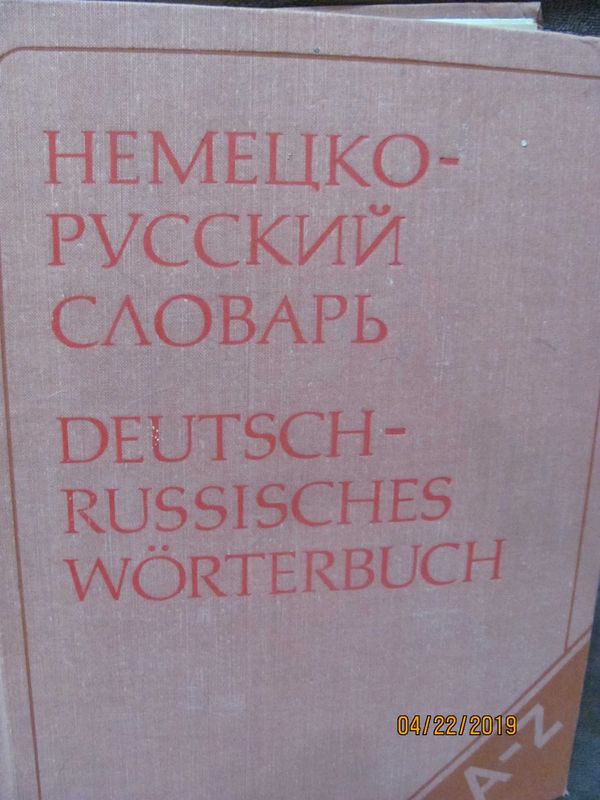 НЕМЕЦКО-
РУССКИЙ
СЛОВАРЬ
DEUTSCH-
RUSSISCHES
WÖRTERBUCH
A-Z
04/22/2019